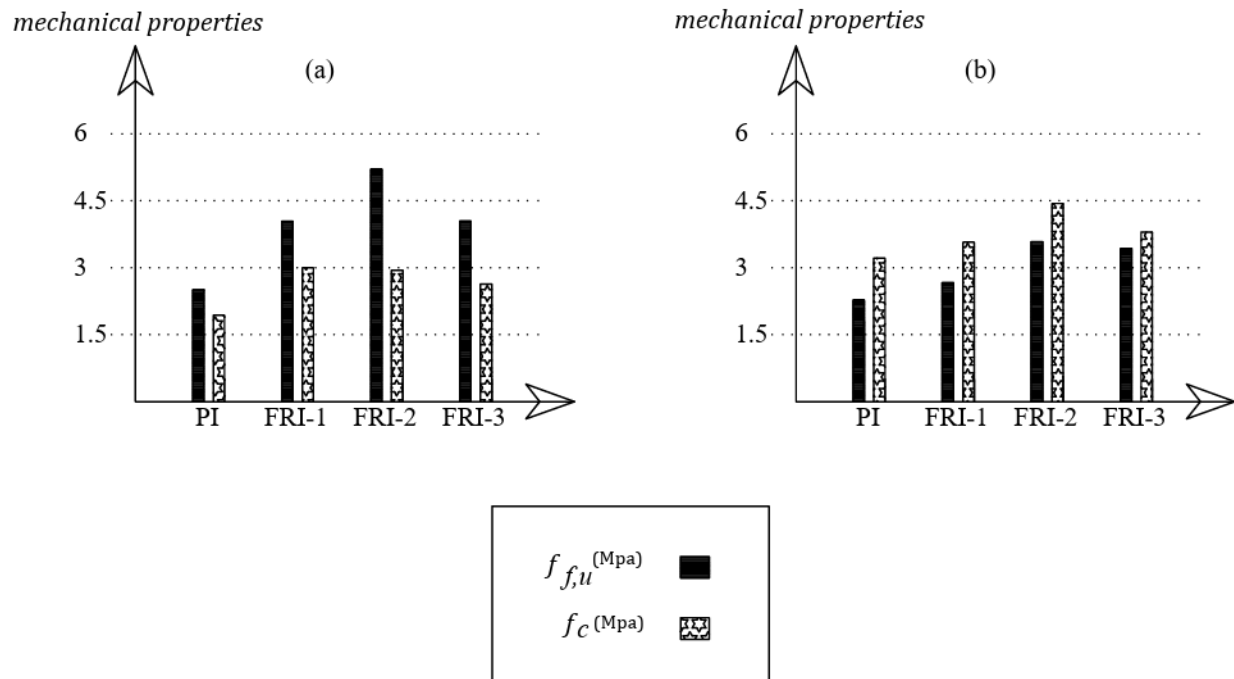 mechanical properties
(a)
6
4.5
3
1.5
PI FRI-1 FRI-2 FRI-3
mechanical properties
(b)
6
4.5
3
1.5
PI FRI-1 FRI-2 FRI-3
f f,u (Mpa)
f c (Mpa)